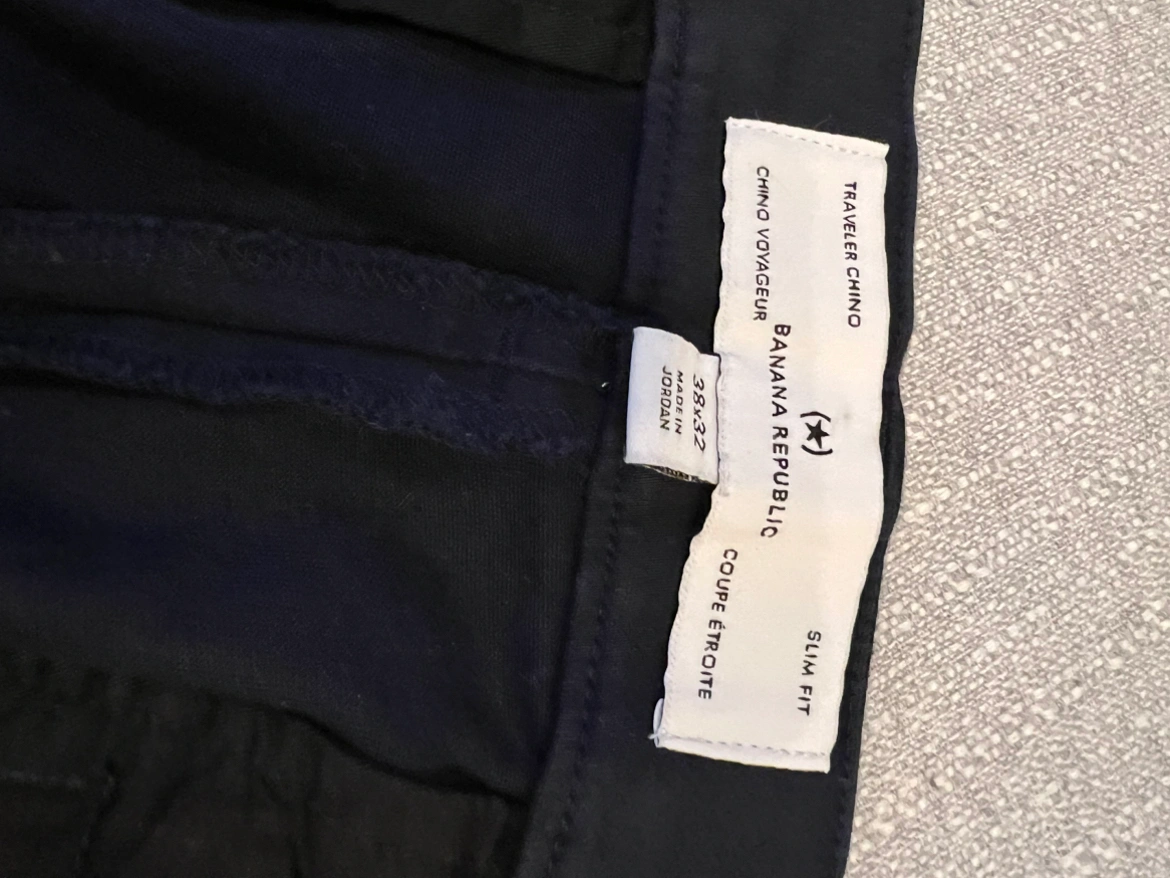 TRAVELER CHINO
SLIM FIT
(★)
BANANA REPUBLIC
CHINO VOYAGEUR
COUPE ÉTROITE
38x32
MADE IN
JORDAN